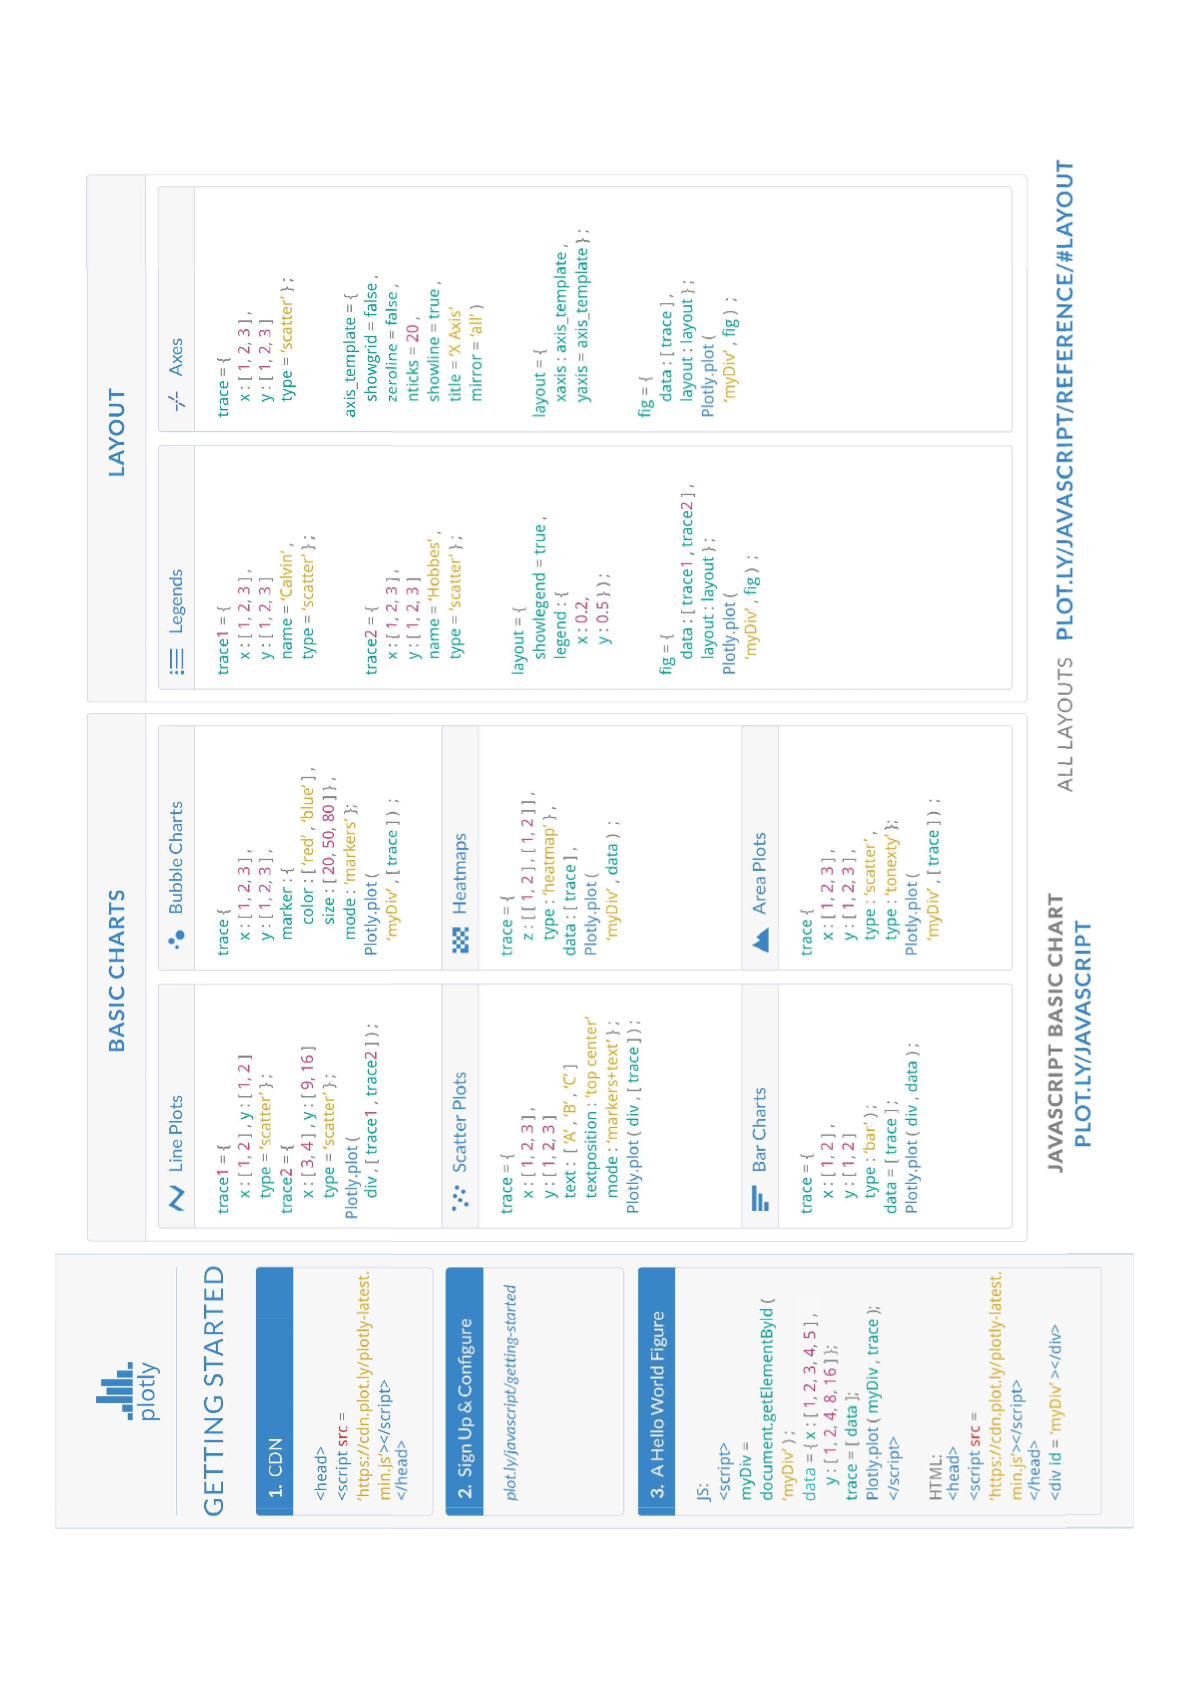 plotly
GETTING STARTED
1. CDN
<head>
<script src =
‘https://cdn.plot.ly/plotly-latest.
min.js’></script>
</head>
2. Sign Up & Configure
plot.ly/javascript/getting-started
3. A Hello World Figure
JS:
<script>
myDiv =
document.getElementById (
‘myDiv’ ) ;
data = { x : [ 1, 2, 3, 4, 5 ] ,
y : [ 1, 2, 4, 8, 16 ] };
trace = [ data ];
Plotly.plot ( myDiv , trace );
</script>
HTML:
<head>
<script src =
‘https://cdn.plot.ly/plotly-latest.
min.js’></script>
</head>
<div id = ‘myDiv’ ></div>
BASIC CHARTS
Line Plots
trace1 = {
x : [ 1, 2 ] , y : [ 1, 2 ]
type = ‘scatter’ } ;
trace2 = {
x : [ 3, 4 ] , y : [ 9, 16 ]
type = ‘scatter’ } ;
Plotly.plot (
div , [ trace1 , trace2 ] ) ;
Scatter Plots
trace = {
x : [ 1, 2, 3 ] ,
y : [ 1, 2, 3 ]
text : [ ‘A’ , ‘B’ , ‘C’ ]
textposition : ‘top center’
mode : ‘markers+text’ } ;
Plotly.plot ( div , [ trace ] ) ;
Bar Charts
trace = {
x : [ 1, 2 ] ,
y : [ 1, 2 ]
type : ‘bar’ } ;
data = [ trace ] ;
Plotly.plot ( div , data ) ;
Bubble Charts
trace {
x : [ 1, 2, 3 ] ,
y : [ 1, 2, 3 ] ,
marker : {
color : [ ‘red’ , ‘blue’ ] ,
size : [ 20, 50, 80 ] } ,
mode : ‘markers’ };
Plotly.plot (
‘myDiv’ , [ trace ] ) ;
Heatmaps
trace = {
z : [ [ 1, 2 ] , [ 1, 2 ] ] ,
type : ‘heatmap’ } ,
data : [ trace ] ,
Plotly.plot (
‘myDiv’ , data ) ;
Area Plots
trace {
x : [ 1, 2, 3 ] ,
y : [ 1, 2, 3 ] ,
type : ‘scatter’ ,
type : ‘tonexty’ };
Plotly.plot (
‘myDiv’ , [ trace ] ) ;
LAYOUT
Legends
trace1 = {
x : [ 1, 2, 3 ] ,
y : [ 1, 2, 3 ]
name = ‘Calvin’ ,
type = ‘scatter’ } ;
trace2 = {
x : [ 1, 2, 3 ] ,
y : [ 1, 2, 3 ]
name = ‘Hobbes’ ,
type = ‘scatter’ } ;
layout = {
showlegend = true ,
legend : {
x : 0.2,
y : 0.5 } } ;
fig = {
data : [ trace1 , trace2 ] ,
layout : layout };
Plotly.plot (
‘myDiv’ , fig ) ;
Axes
trace = {
x : [ 1, 2, 3 ] ,
y : [ 1, 2, 3 ]
type = ‘scatter’ } ;
axis_template = {
showgrid = false ,
zeroline = false ,
nticks = 20 ,
showline = true ,
title = ‘X Axis’
mirror = ‘all’ )
layout = {
xaxis : axis_template ,
yaxis = axis_template } ;
fig = {
data : [ trace ] ,
layout : layout } ;
Plotly.plot (
‘myDiv’ , fig ) ;
JAVASCRIPT BASIC CHART
PLOT.LY/JAVASCRIPT
ALL LAYOUTS PLOT.LY/JAVASCRIPT/REFERENCE/#LAYOUT